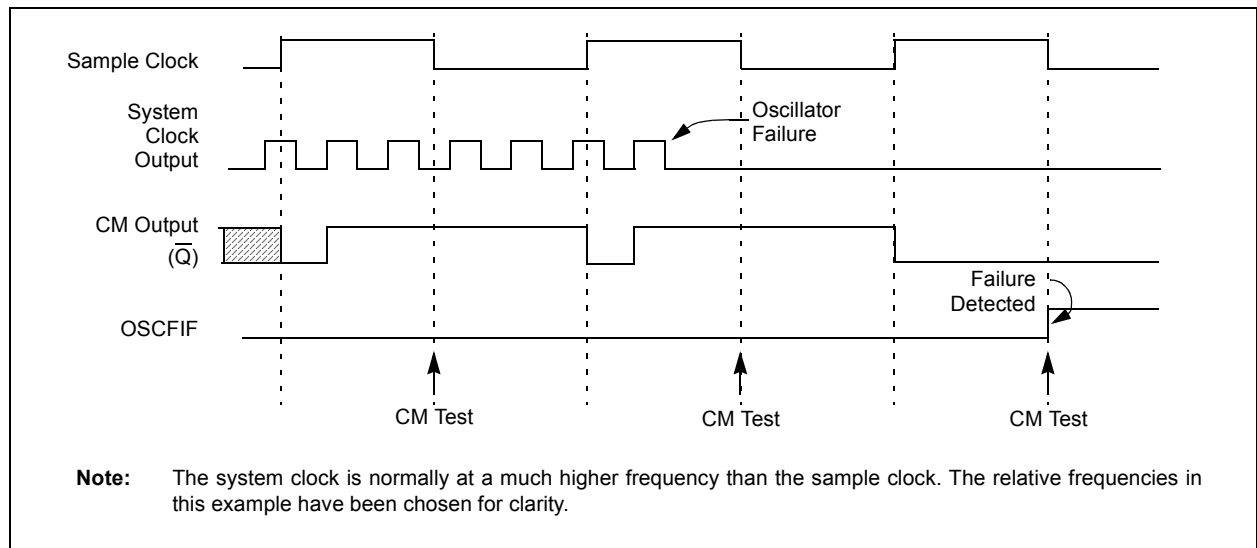 Sample Clock
System
Clock
Output
Oscillator
Failure
CM Output
(Q̅)
Failure
Detected
OSCFIF
CM Test
CM Test
CM Test
Note: The system clock is normally at a much higher frequency than the sample clock. The relative frequencies in
this example have been chosen for clarity.